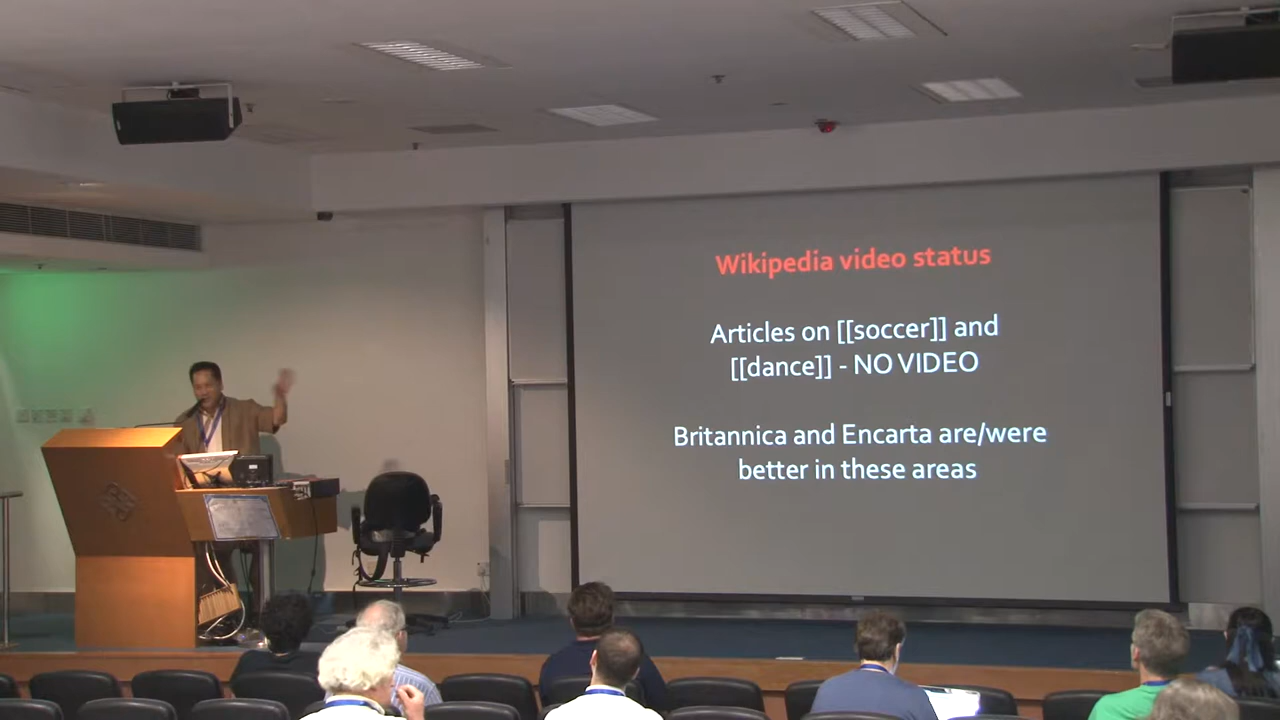 Wikipedia video status
Articles on [[soccer]] and
[[dance]] - NO VIDEO
Britannica and Encarta are/were
better in these areas